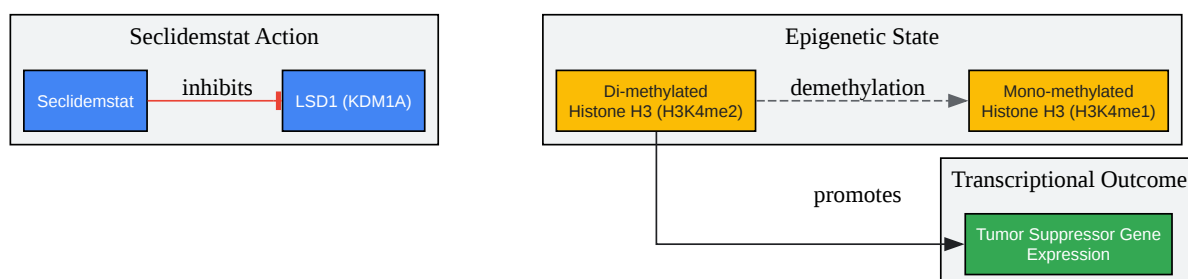 Seclidemstat Action
Seclidemstat
inhibits
LSD1 (KDM1A)
Epigenetic State
Di-methylated
Histone H3 (H3K4me2)
demethylation
Mono-methylated
Histone H3 (H3K4me1)
promotes
Transcriptional Outcome
Tumor Suppressor Gene
Expression